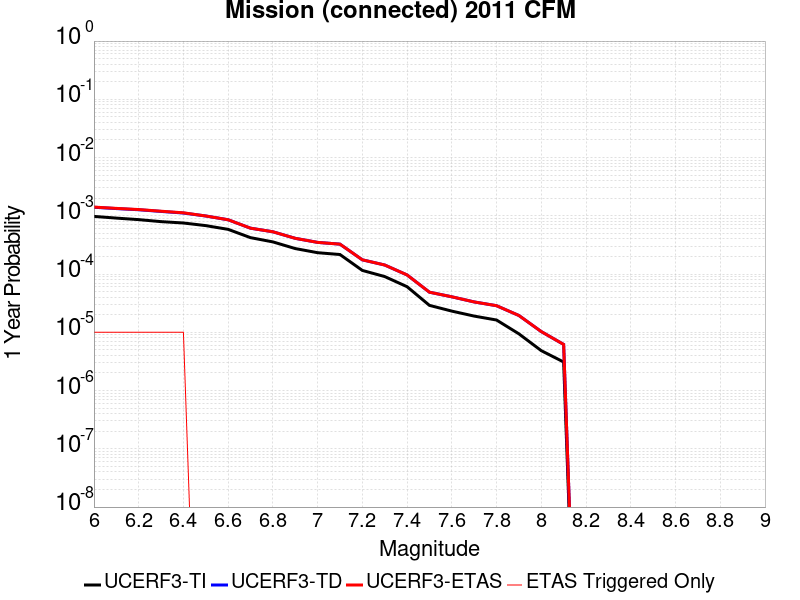 Mission (connected) 2011 CFM
10^0
10^-1
10^-2
10^-3
10^-4
10^-5
10^-6
10^-7
10^-8
1 Year Probability
6 6.2 6.4 6.6 6.8 7 7.2 7.4 7.6 7.8 8 8.2 8.4 8.6 8.8 9
Magnitude
UCERF3-TI UCERF3-TD UCERF3-ETAS ETAS Triggered Only